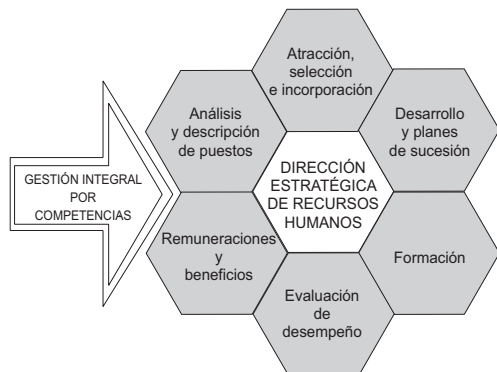 Atracción,
selección
e incorporación
Análisis
y descripción
de puestos
Desarrollo
y planes
de sucesión
DIRECCIÓN
ESTRATÉGICA
DE RECURSOS
HUMANOS
GESTIÓN INTEGRAL
POR
COMPETENCIAS
Remuneraciones
y
beneficios
Formación
Evaluación
de
desempeño